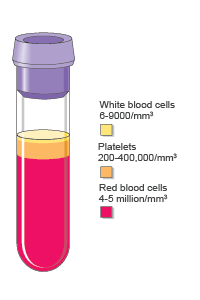 White blood cells
6-9000/mm³
Platelets
200-400,000/mm³
Red blood cells
4-5 million/mm³